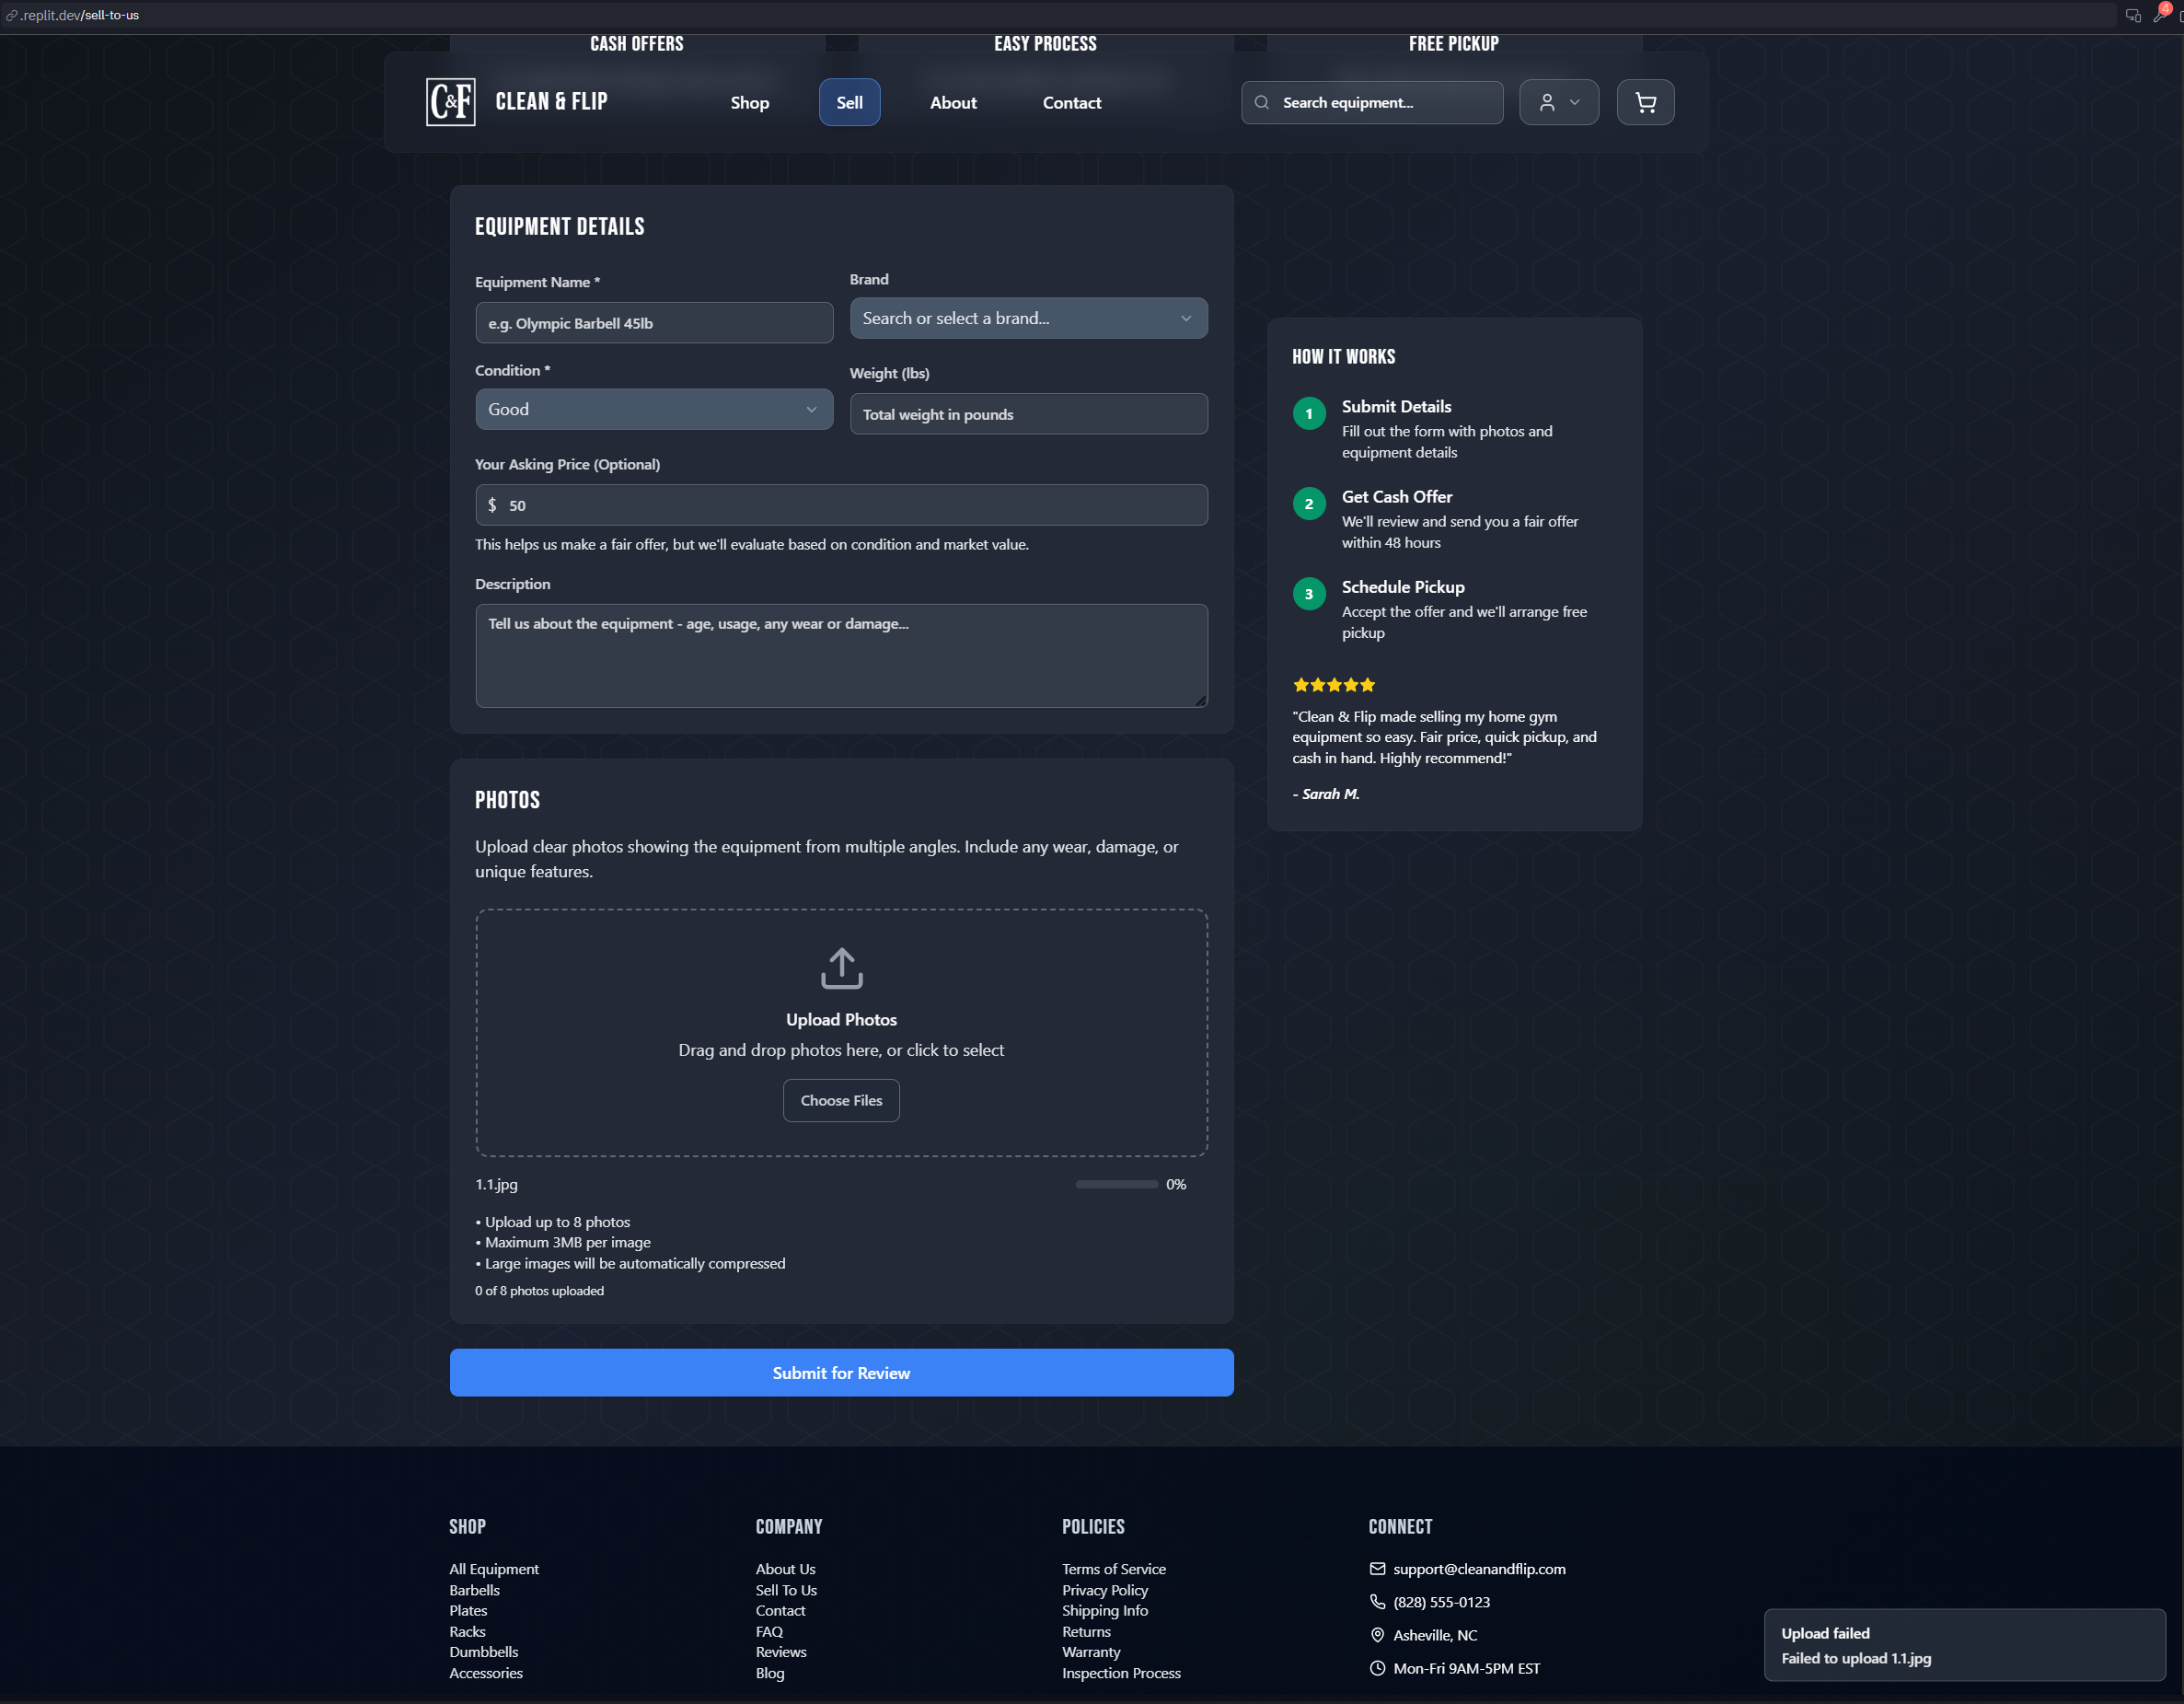 .replit.dev/sell-to-us
4
CASH OFFERS
EASY PROCESS
FREE PICKUP
C&F
CLEAN & FLIP
Shop
Sell
About
Contact
Search equipment...
EQUIPMENT DETAILS
Equipment Name *
e.g. Olympic Barbell 45lb
Brand
Search or select a brand...
Condition *
Good
Weight (lbs)
Total weight in pounds
Your Asking Price (Optional)
$ 50
This helps us make a fair offer, but we'll evaluate based on condition and market value.
Description
Tell us about the equipment - age, usage, any wear or damage...
HOW IT WORKS
1
Submit Details
Fill out the form with photos and
equipment details
2
Get Cash Offer
We'll review and send you a fair offer
within 48 hours
3
Schedule Pickup
Accept the offer and we'll arrange free
pickup
"Clean & Flip made selling my home gym
equipment so easy. Fair price, quick pickup, and
cash in hand. Highly recommend!"
- Sarah M.
PHOTOS
Upload clear photos showing the equipment from multiple angles. Include any wear, damage, or
unique features.
Upload Photos
Drag and drop photos here, or click to select
Choose Files
1.1.jpg
0%
• Upload up to 8 photos
• Maximum 3MB per image
• Large images will be automatically compressed
0 of 8 photos uploaded
Submit for Review
SHOP
All Equipment
Barbells
Plates
Racks
Dumbbells
Accessories
COMPANY
About Us
Sell To Us
Contact
FAQ
Reviews
Blog
POLICIES
Terms of Service
Privacy Policy
Shipping Info
Returns
Warranty
Inspection Process
CONNECT
support@cleanandflip.com
(828) 555-0123
Asheville, NC
Mon-Fri 9AM-5PM EST
Upload failed
Failed to upload 1.1.jpg